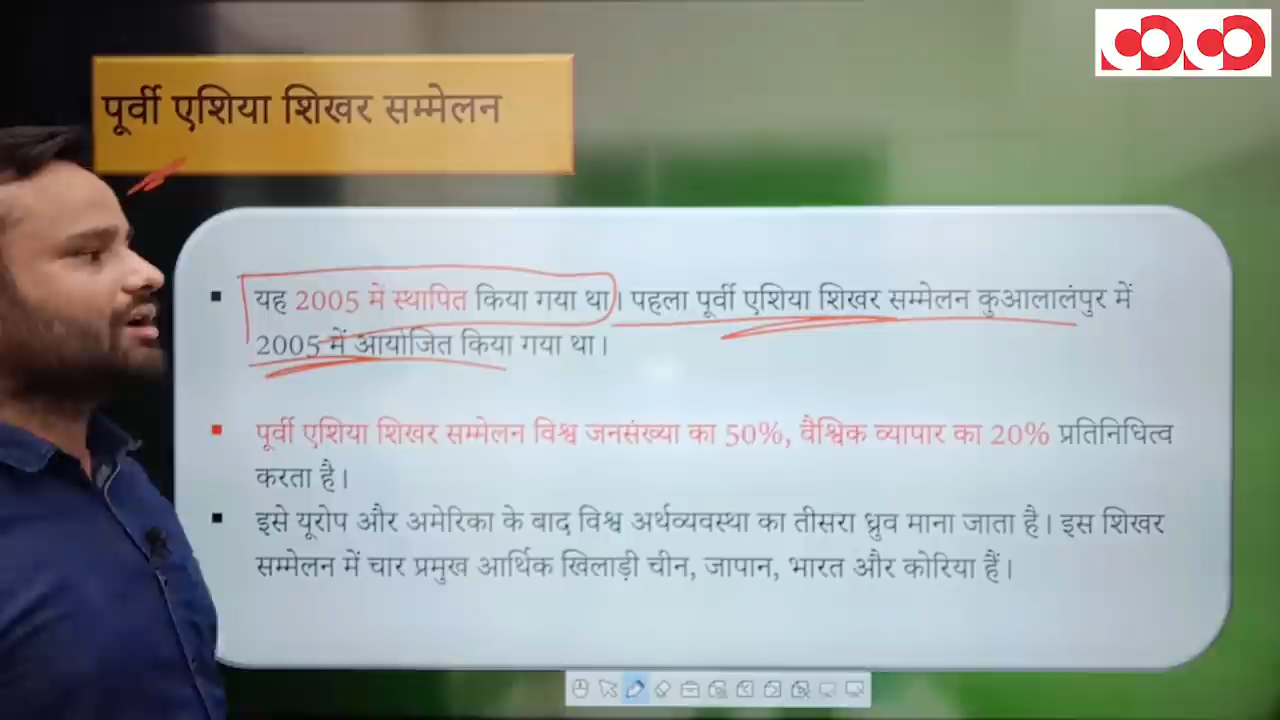 पूर्वी एशिया शिखर सम्मेलन
▪ यह 2005 में स्थापित किया गया था। पहला पूर्वी एशिया शिखर सम्मेलन कुआलालंपुर में
2005 में आयोजित किया गया था।
▪ पूर्वी एशिया शिखर सम्मेलन विश्व जनसंख्या का 50%, वैश्विक व्यापार का 20% प्रतिनिधित्व
करता है।
▪ इसे यूरोप और अमेरिका के बाद विश्व अर्थव्यवस्था का तीसरा ध्रुव माना जाता है। इस शिखर
सम्मेलन में चार प्रमुख आर्थिक खिलाड़ी चीन, जापान, भारत और कोरिया हैं।